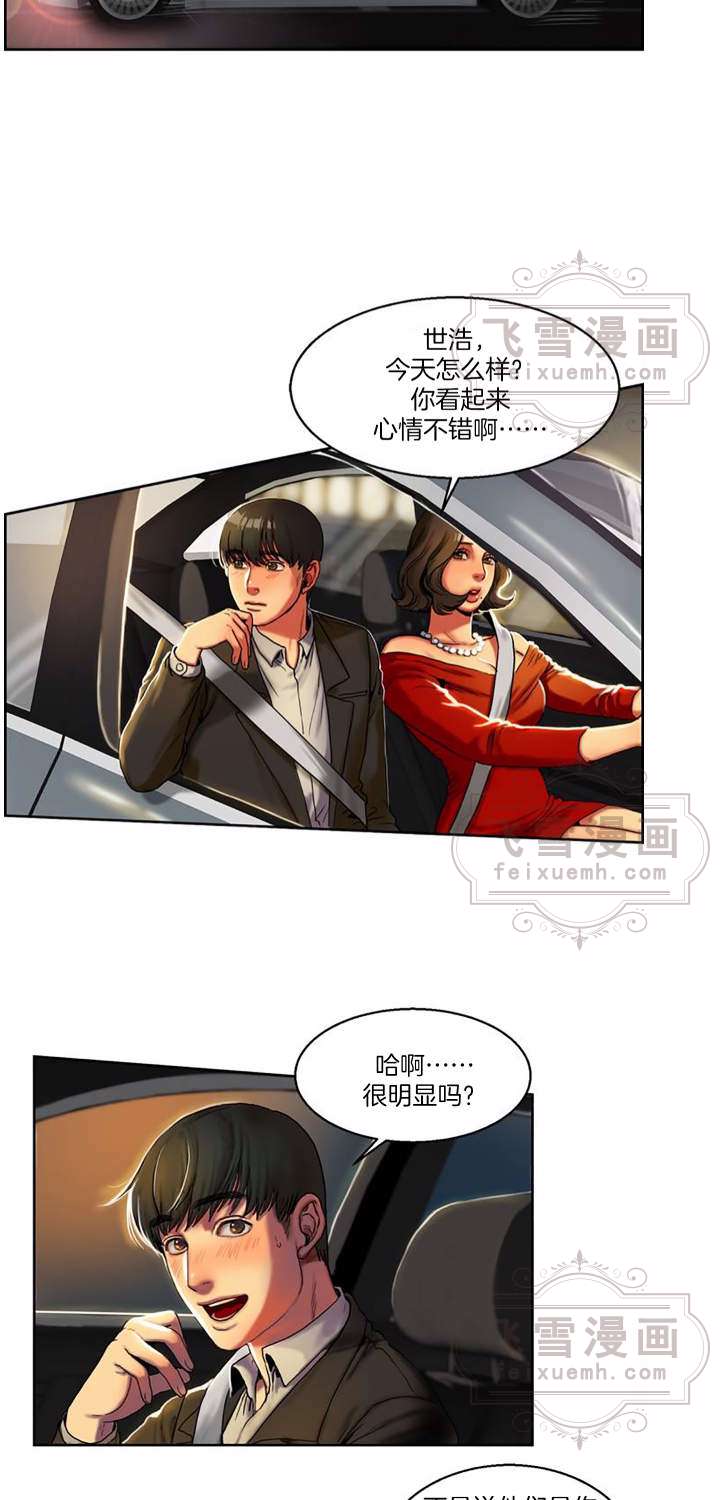 飞雪漫画
feixuemh.com
世浩，
今天怎么样？
你看起来
心情不错啊……
飞雪漫画
feixuemh.com
哈啊……
很明显吗？
飞雪漫画
feixuemh.com